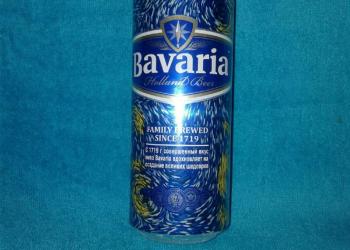 Bavaria
Holland Beer
FAMILY BREWED
SINCE 1719
С 1719 г совершенный вкус
пива Bavaria вдохновляет на
создание великих шедевров